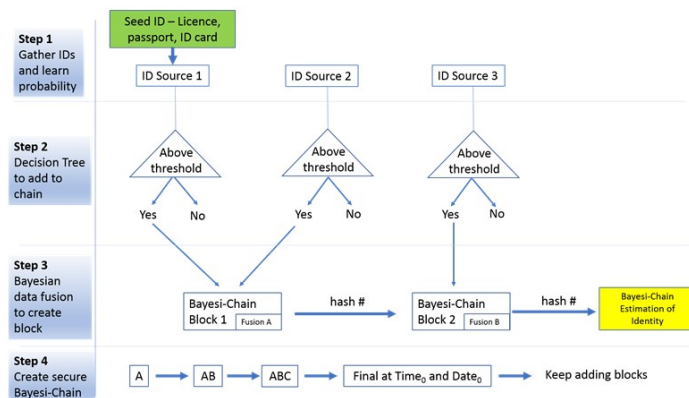 Step 1
Gather IDs
and learn
probability
Seed ID – Licence,
passport, ID card
ID Source 1
ID Source 2
ID Source 3
Step 2
Decision Tree
to add to
chain
Above
threshold
Above
threshold
Above
threshold
Yes
No
Yes
No
Yes
No
Step 3
Bayesian
data fusion
to create
block
Bayesi-Chain
Block 1
Fusion A
hash #
Bayesi-Chain
Block 2
Fusion B
hash #
Bayesi-Chain
Estimation of
Identity
Step 4
Create secure
Bayesi-Chain
A
AB
ABC
Final at Time₀ and Date₀
Keep adding blocks